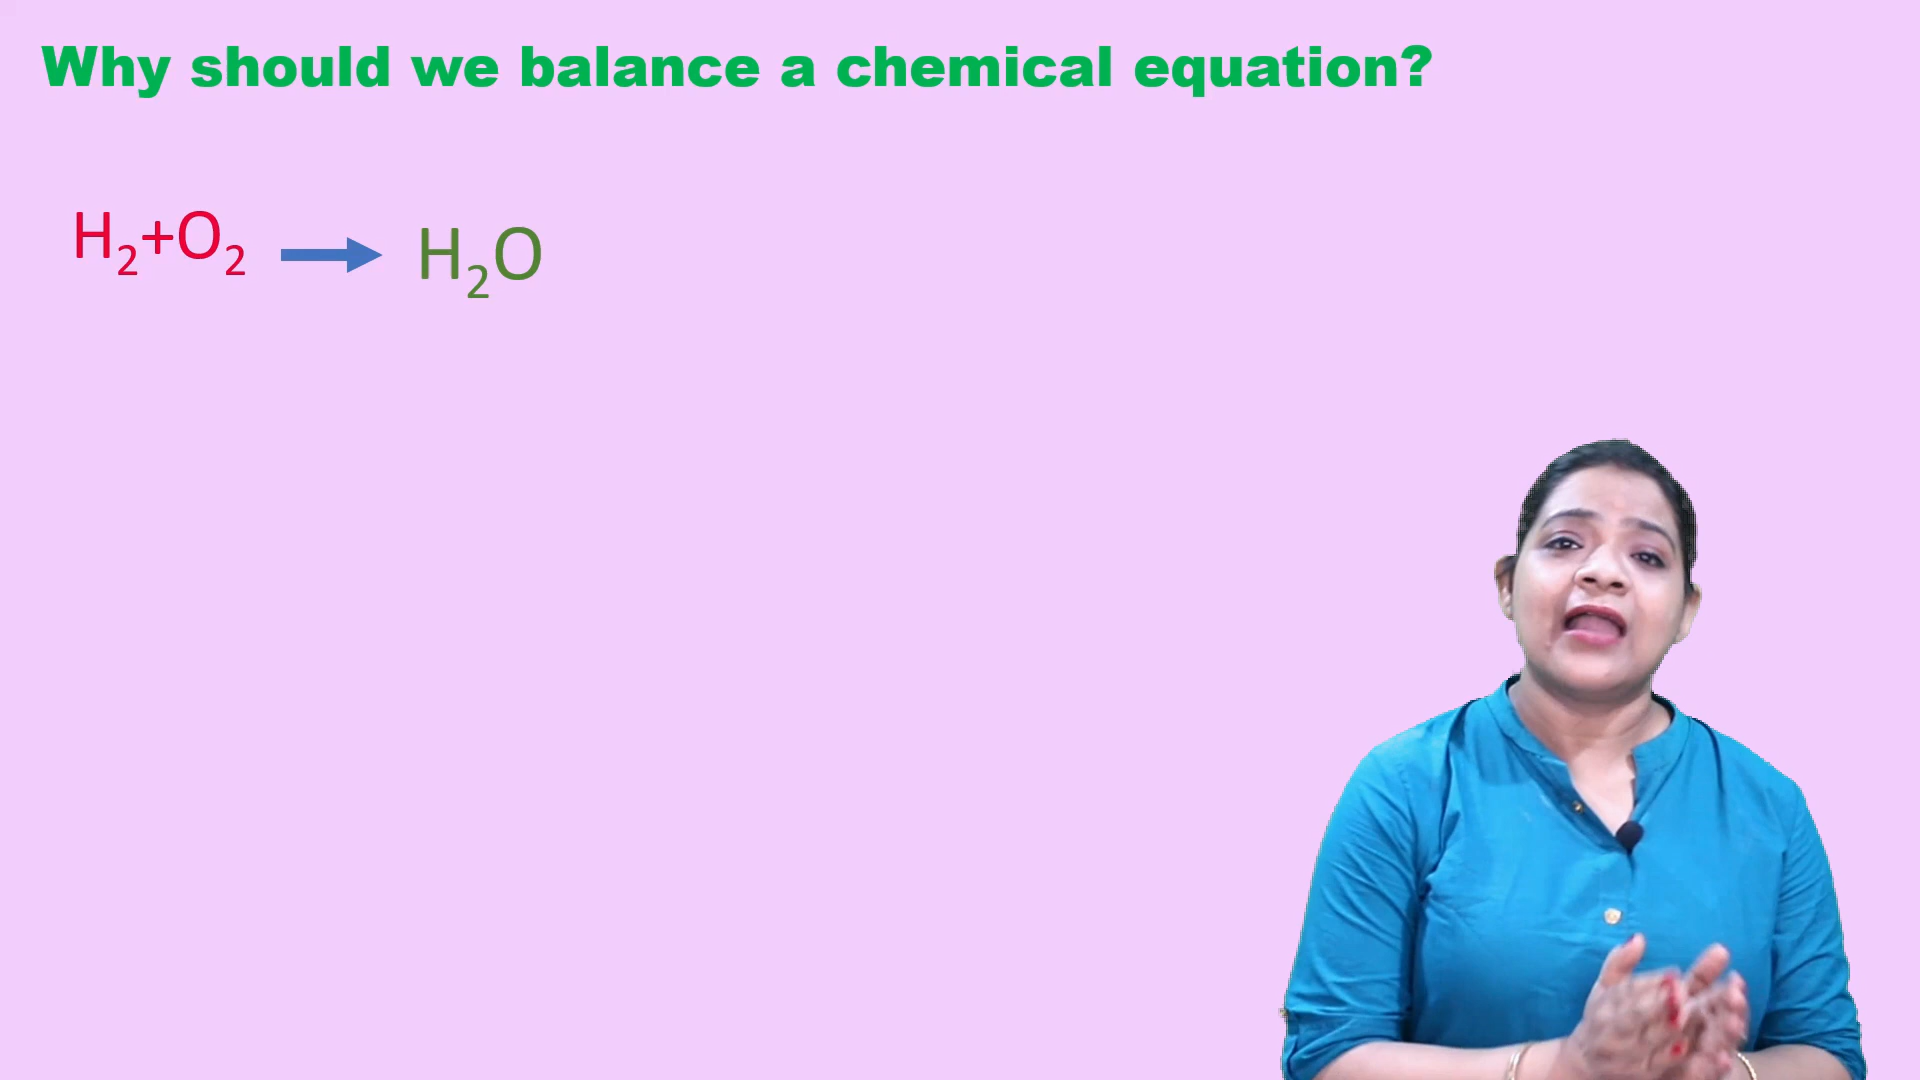 Why should we balance a chemical equation?
H₂+O₂ → H₂O